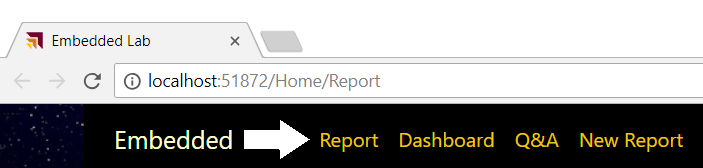 Embedded Lab
localhost:51872/Home/Report
Embedded Report Dashboard Q&A New Report